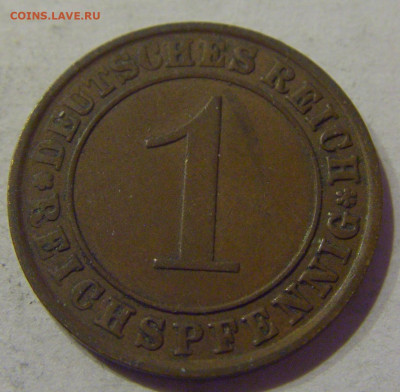 COINS.LAVE.RU
DEUTSCHES REICH
1
*REICHSPFENNIG*